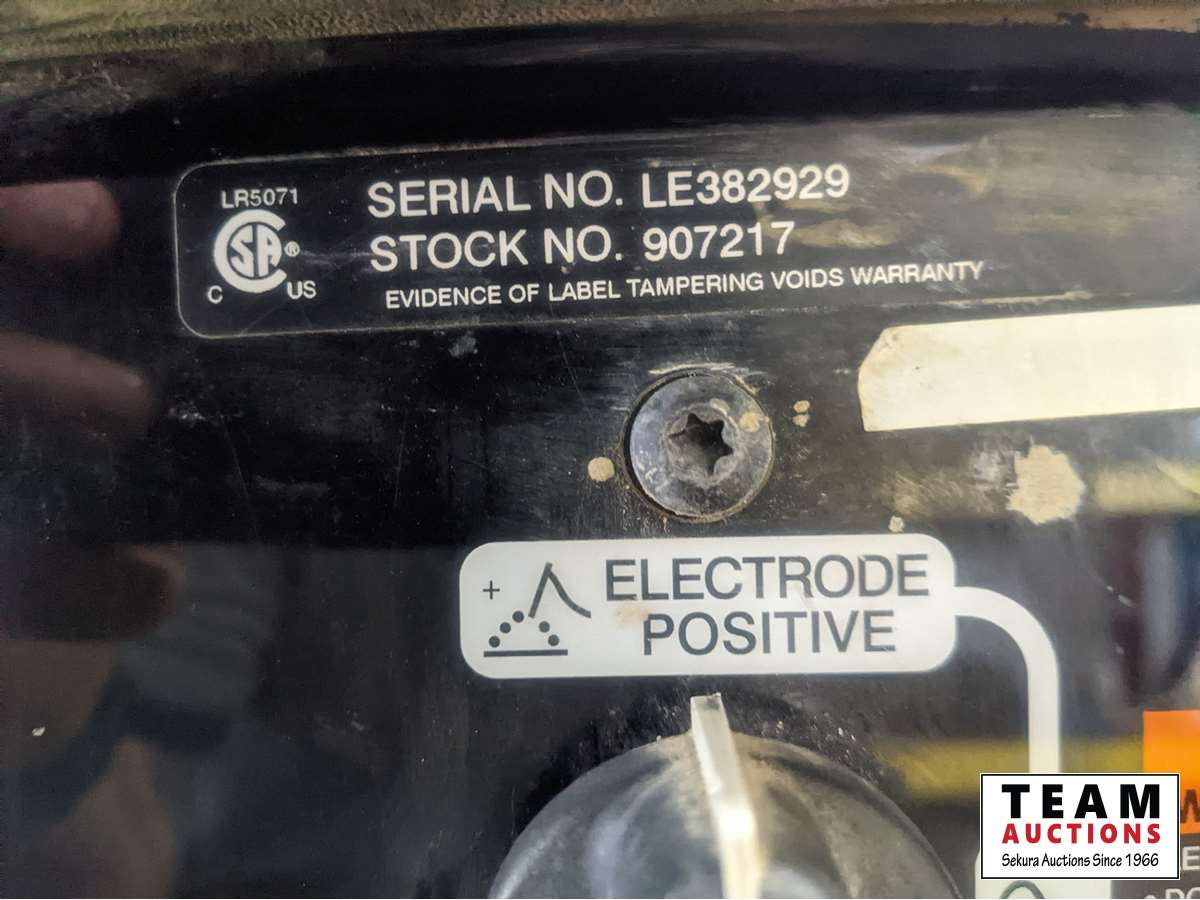 LR5071
SA®
C US
SERIAL NO. LE382929
STOCK NO. 907217
EVIDENCE OF LABEL TAMPERING VOIDS WARRANTY
+
ELECTRODE
POSITIVE
TEAM
AUCTIONS
Sekura Auctions Since 1966